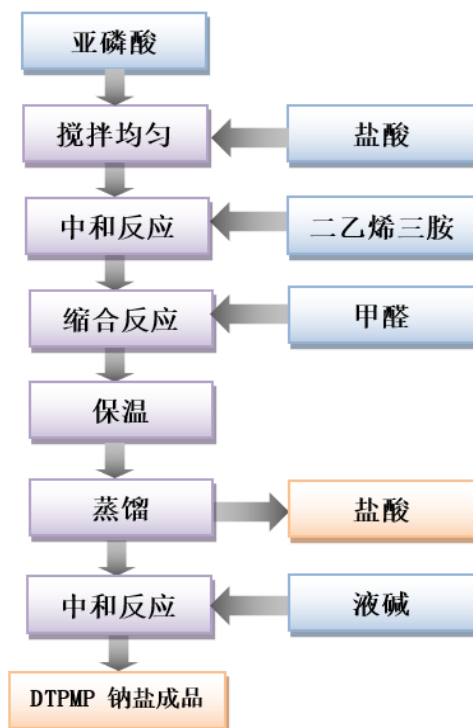 亚磷酸
搅拌均匀
盐酸
中和反应
二乙烯三胺
缩合反应
甲醛
保温
蒸馏
盐酸
中和反应
液碱
DTPMP 钠盐成品